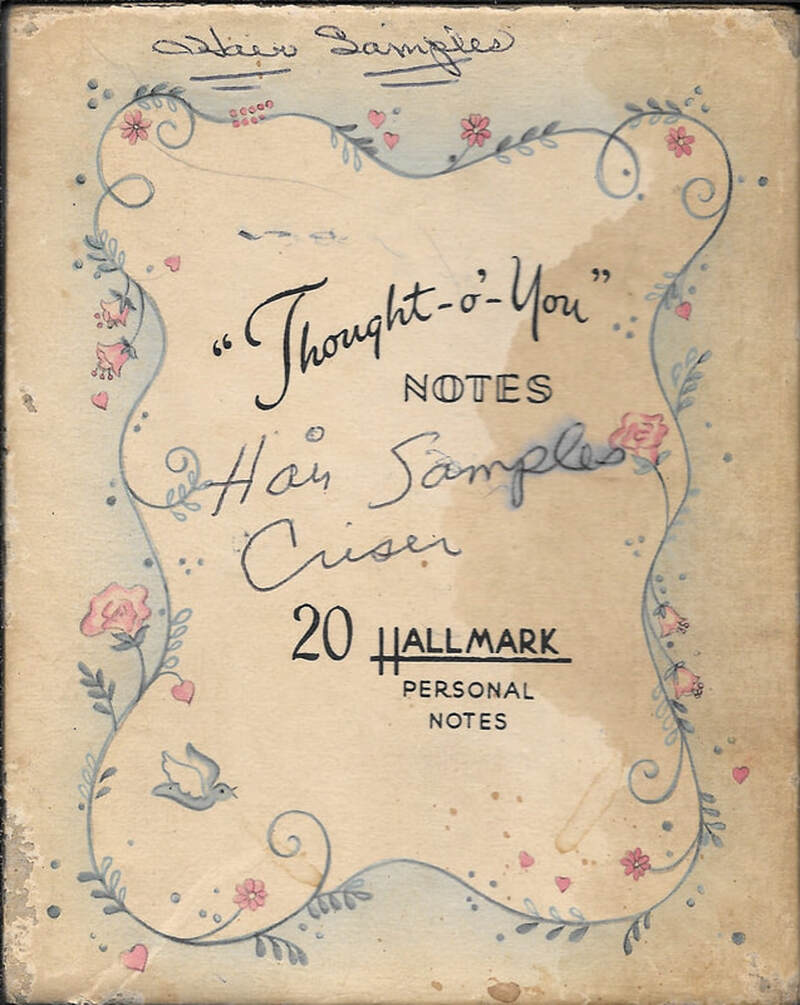 Hair Samples
"Thought-o'-You"
NOTES
Hair Samples
Criser
20 HALLMARK
PERSONAL
NOTES